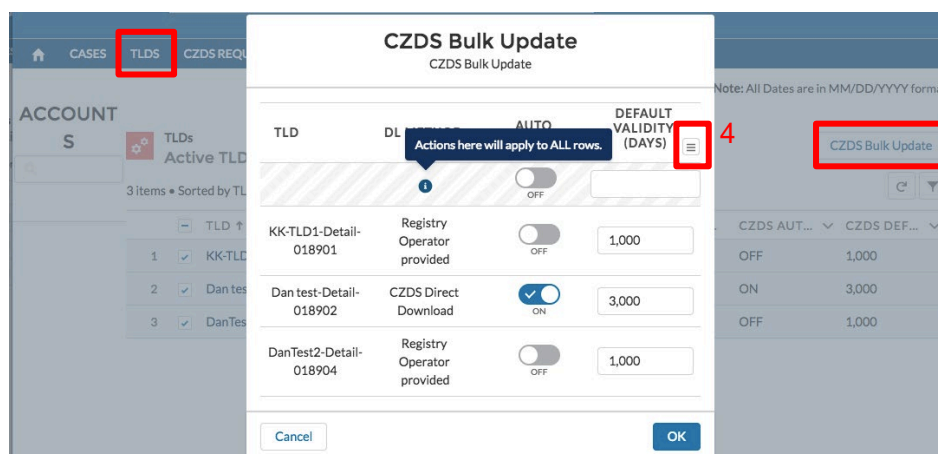 CZDS Bulk Update
CZDS Bulk Update
CASES
TLDS
CZDS REQU
Note: All Dates are in MM/DD/YYYY forma
ACCOUNT
S
TLDs
Active TLD
3 items • Sorted by TL
CZDS Bulk Update
TLD
DL METHOD
AUTO
DEFAULT
VALIDITY
(DAYS)
4
Actions here will apply to ALL rows.
OFF
TLD ↑
CZDS AUT...
CZDS DEF...
KK-TLD1-Detail-
018901
Registry
Operator
provided
OFF
1,000
1 KK-TLD
OFF
1,000
Dan test-Detail-
018902
CZDS Direct
Download
ON
3,000
2 Dan tes
ON
3,000
DanTest2-Detail-
018904
Registry
Operator
provided
OFF
1,000
3 DanTes
OFF
1,000
Cancel
OK